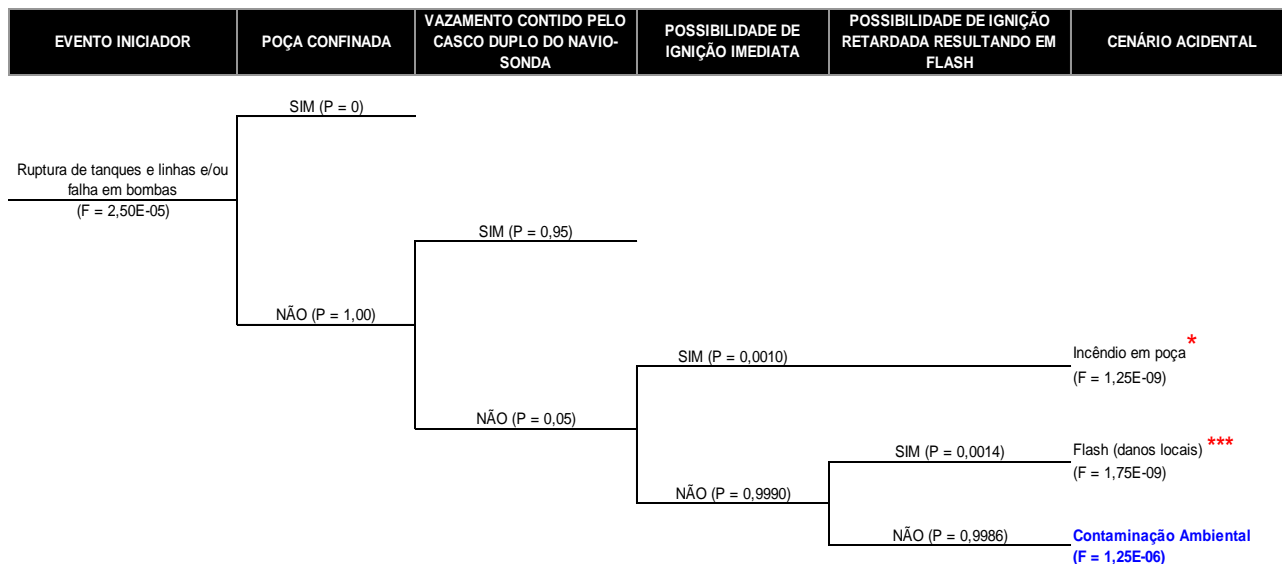 EVENTO INICIADOR
POÇA CONFINADA
VAZAMENTO CONTIDO PELO
CASCO DUPLO DO NAVIO-
SONDA
POSSIBILIDADE DE
IGNIÇÃO IMEDIATA
POSSIBILIDADE DE IGNIÇÃO
RETARDADA RESULTANDO EM
FLASH
CENÁRIO ACIDENTAL
SIM (P = 0)
Ruptura de tanques e linhas e/ou
falha em bombas
(F = 2,50E-05)
SIM (P = 0,95)
NÃO (P = 1,00)
SIM (P = 0,0010)
Incêndio em poça *
(F = 1,25E-09)
NÃO (P = 0,05)
SIM (P = 0,0014)
Flash (danos locais) ***
(F = 1,75E-09)
NÃO (P = 0,9990)
NÃO (P = 0,9986)
Contaminação Ambiental
(F = 1,25E-06)